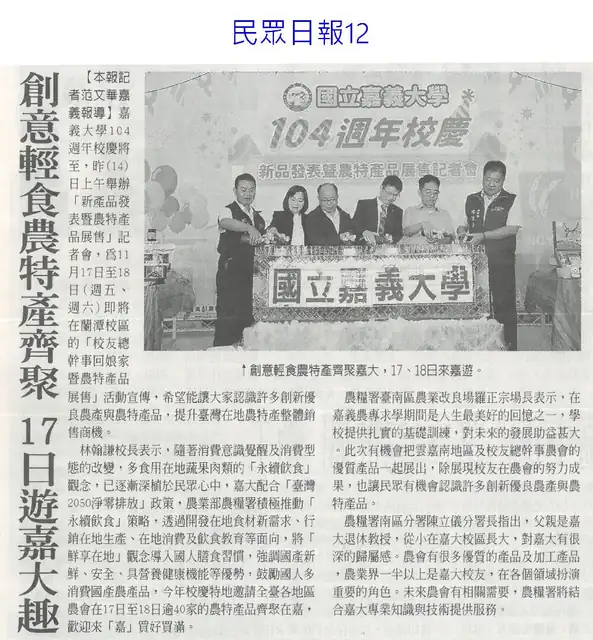 民眾日報12
創意輕食農特產齊聚 17日遊嘉大趣
【本報記
者范文華嘉
義報導】嘉
義大學104
週年校慶將
至，昨(14)
日上午舉辦
「新產品發
表暨農特產
品展售」記
者會，為11
月17日至18
日(週五、
週六)即將
在蘭潭校區
的「校友總
幹事回娘家
暨農特產品
展售」活動宣傳，希望能讓大家認識許多創新優
良農產與農特產品，提升臺灣在地農特產整體銷
售商機。
林翰謙校長表示，隨著消費意識覺醒及消費型
態的改變，多食用在地蔬果肉類的「永續飲食」
觀念，已逐漸深植於民眾心中，嘉大配合「臺灣
2050淨零排放」政策，農業部農糧署積極推動「
永續飲食」策略，透過開發在地食材新需求、行
銷在地生產、在地消費及飲食教育等面向，將「
鮮享在地」觀念導入國人膳食習慣，強調國產新
鮮、安全、具營養健康機能等優勢，鼓勵國人多
消費國產農產品，今年校慶特地邀請全臺各地區
農會在17日至18日逾40家的農特產品齊聚在嘉，
歡迎來「嘉」買好買滿。
國立嘉義大學
104週年校慶
新品發表暨農特產品展售記者會
國立嘉義大學
↑創意輕食農特產齊聚嘉大，17、18日來嘉遊。
農糧署臺南區農業改良場羅正宗場長表示，在
嘉義農專求學期間是人生最美好的回憶之一，學
校提供扎實的基礎訓練，對未來的發展助益甚大
。此次有機會把雲嘉南地區及校友總幹事農會的
優質產品一起展出，除展現校友在農會的努力成
果，也讓民眾有機會認識許多創新優良農產與農
特產品。
農糧署南區分署陳立儀分署長指出，父親是嘉
大退休教授，從小在嘉大校區長大，對嘉大有很
深的歸屬感。農會有很多優質的產品及加工產品
，農業界一半以上是嘉大校友，在各個領域扮演
重要的角色。未來農會有相關需要，農糧署將結
合嘉大專業知識與技術提供服務。